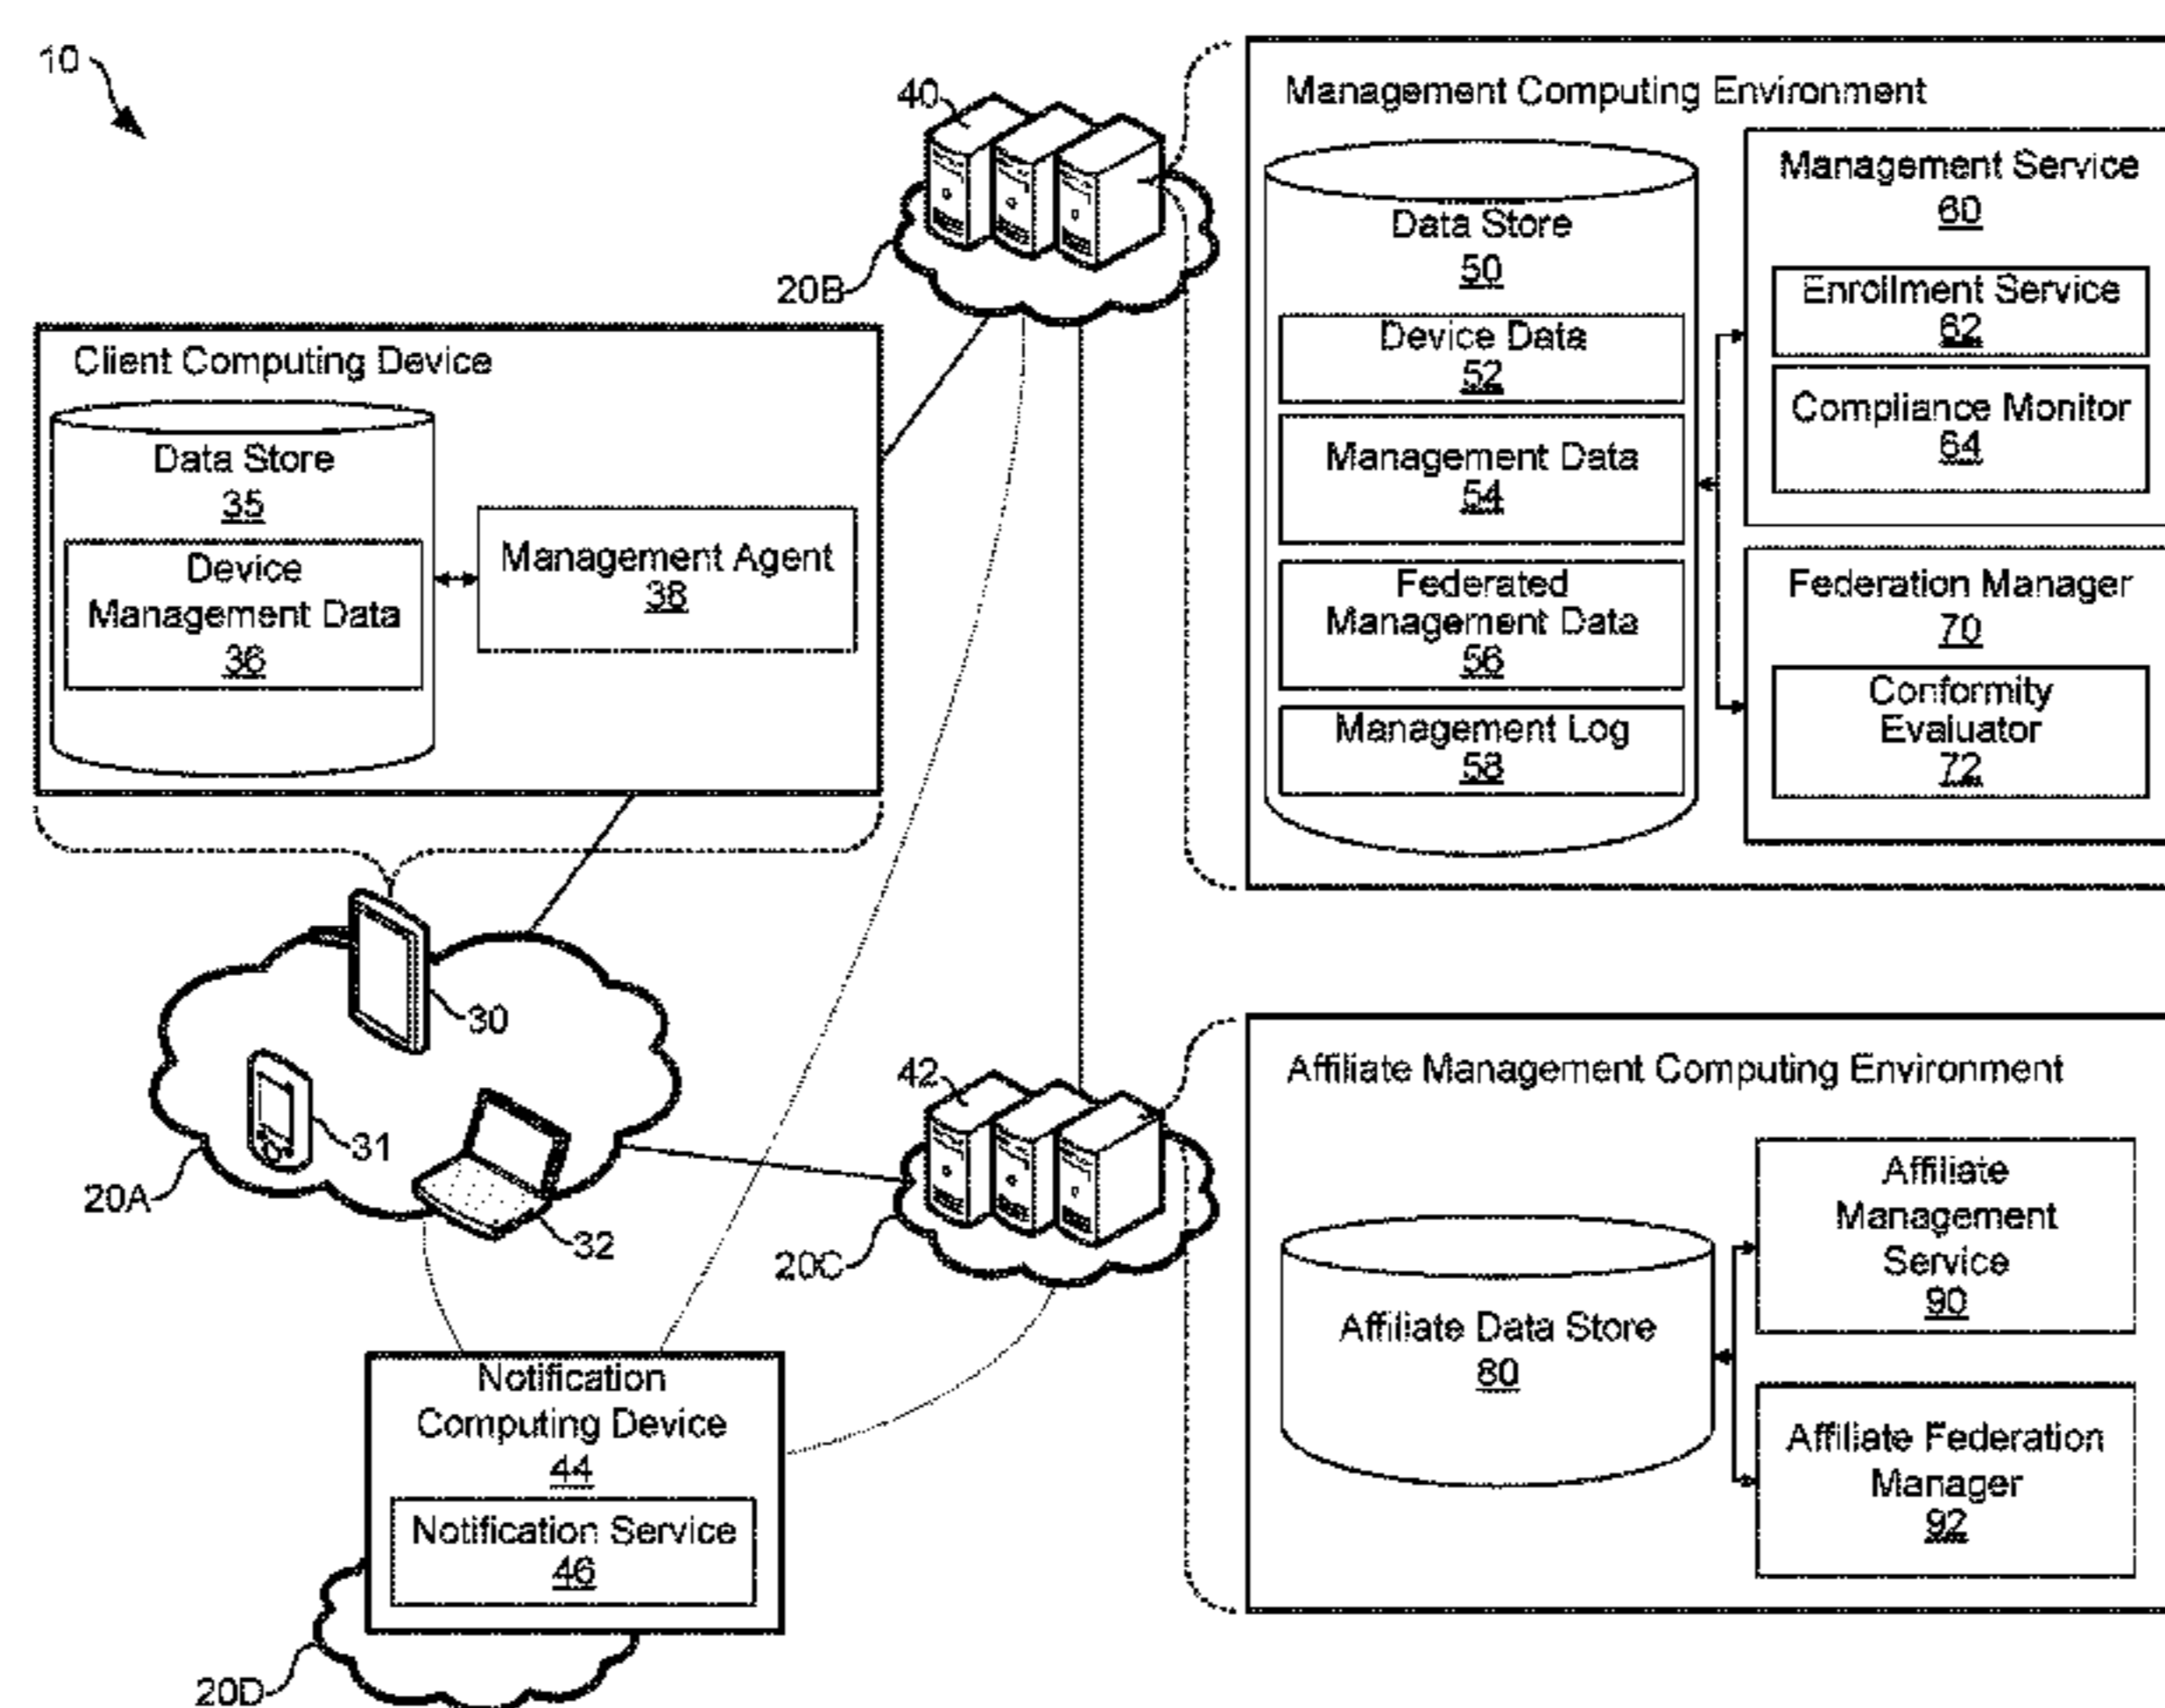 10
40
20B
Management Computing Environment
Data Store
50
Device Data
52
Management Data
54
Federated
Management Data
56
Management Log
58
Management Service
60
Enrollment Service
62
Compliance Monitor
64
Federation Manager
70
Conformity
Evaluator
72
Client Computing Device
Data Store
35
Device
Management Data
36
Management Agent
38
30
31
32
20A
42
20C
Affiliate Management Computing Environment
Affiliate Data Store
80
Affiliate
Management
Service
90
Affiliate Federation
Manager
92
Notification
Computing Device
44
Notification Service
46
20D